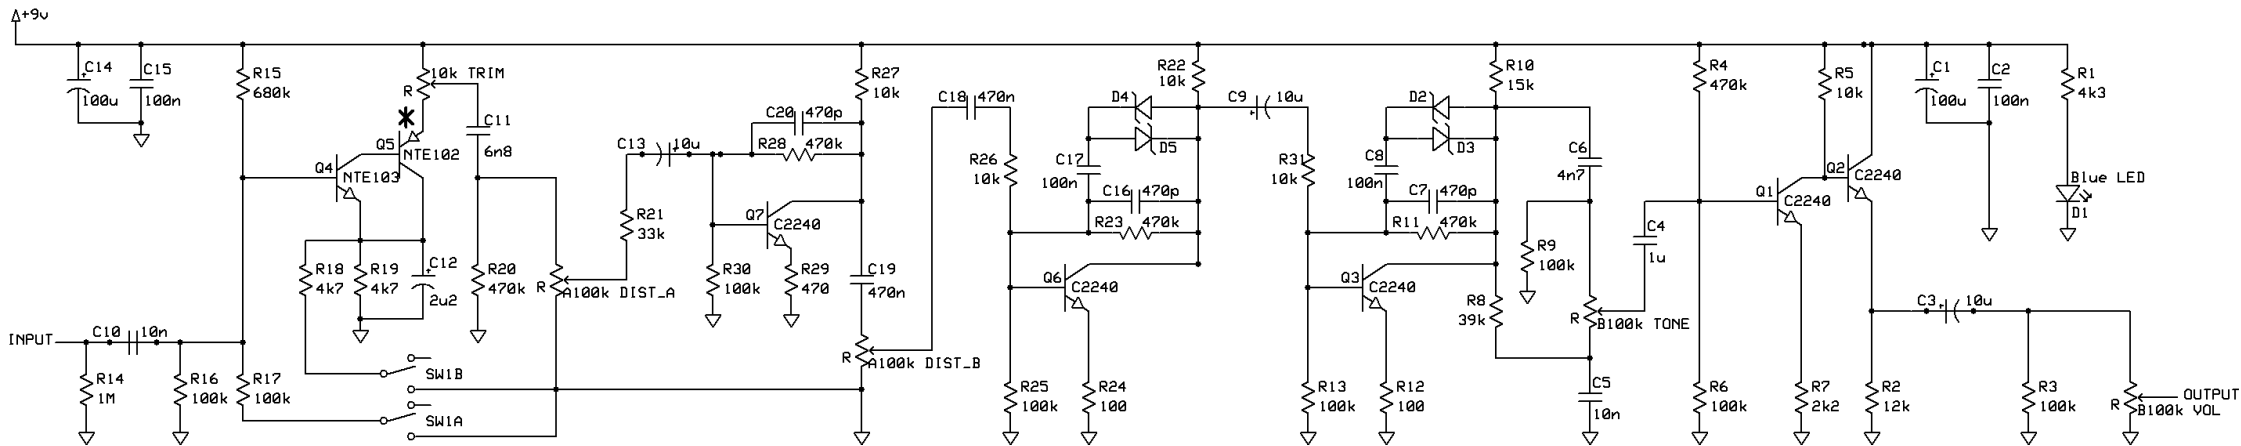 +9v
C14
100u
C15
100n
R15
680k
10k TRIM
R
Q5
NTE102
Q4
NTE103
C11
6n8
R18
4k7
R19
4k7
C12
2u2
R20
470k
INPUT
C10 10n
R14
1M
R16
100k
R17
100k
SW1B
SW1A
R A100k DIST_A
R21
33k
C13 10u
C20 470p
R28 470k
R27
10k
Q7
C2240
R30
100k
R29
470
C19
470n
R A100k DIST_B
C18 470n
R26
10k
R25
100k
D4
D5
C17
100n
C16 470p
R23 470k
R22
10k
Q6
C2240
R24
100
C9 10u
R31
10k
R13
100k
D2
D3
C8
100n
C7 470p
R11 470k
R10
15k
Q3
C2240
R12
100
R8
39k
C6
4n7
R9
100k
R B100k TONE
C5
10n
C4
1u
R4
470k
R6
100k
Q1
C2240
R7
2k2
R5
10k
Q2
C2240
R2
12k
C3 10u
R3
100k
R B100k VOL
OUTPUT
C1
100u
C2
100n
R1
4k3
Blue LED
D1